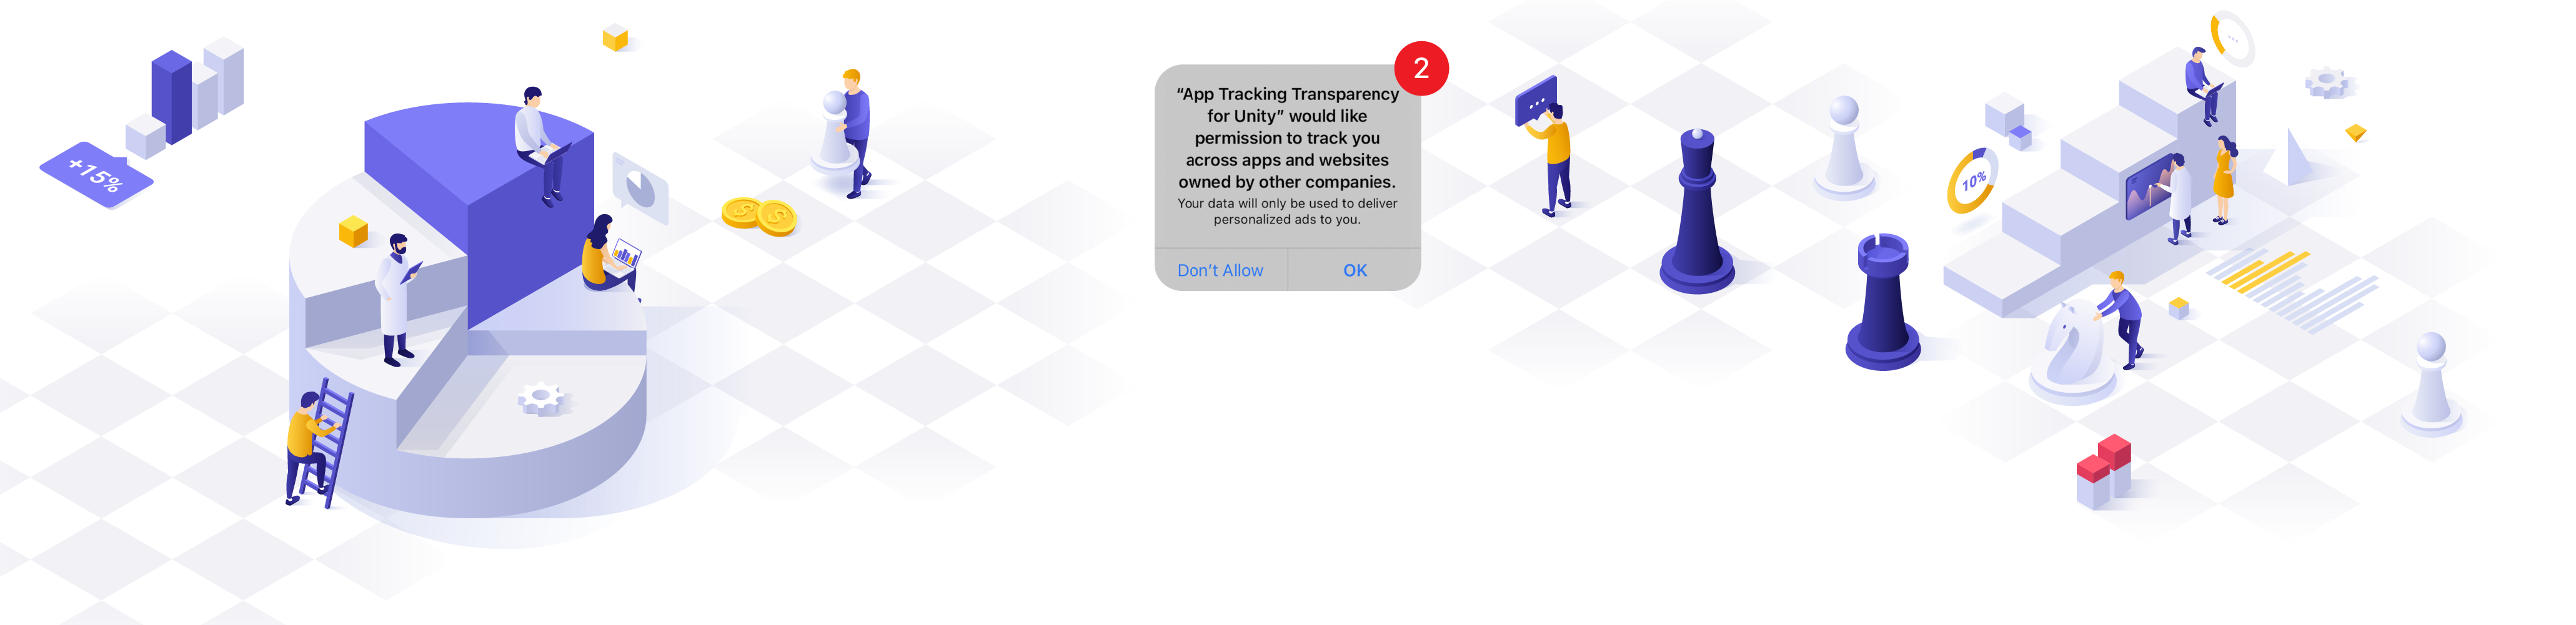 +15%
$ $
2
“App Tracking Transparency
for Unity” would like
permission to track you
across apps and websites
owned by other companies.
Your data will only be used to deliver
personalized ads to you.
Don’t Allow
OK
10%